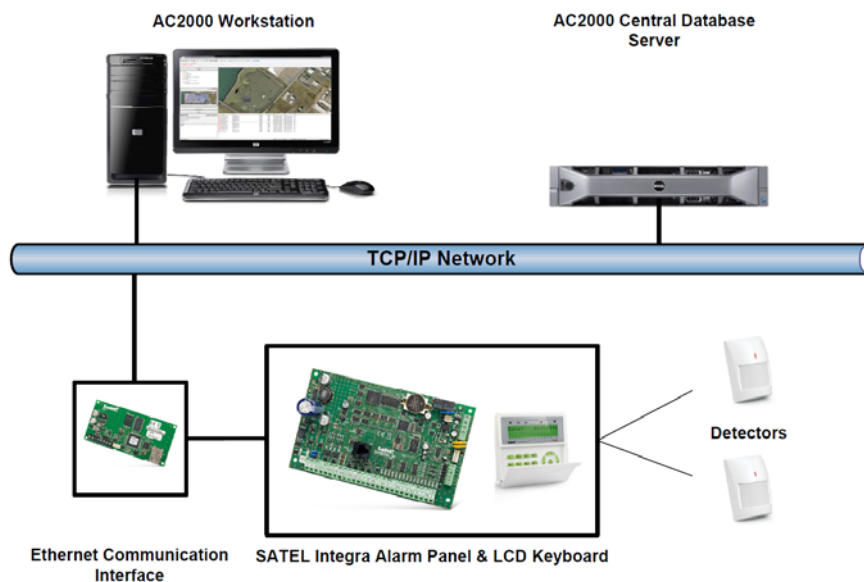 AC2000 Workstation
AC2000 Central Database
Server
TCP/IP Network
Detectors
Ethernet Communication
Interface
SATEL Integra Alarm Panel & LCD Keyboard